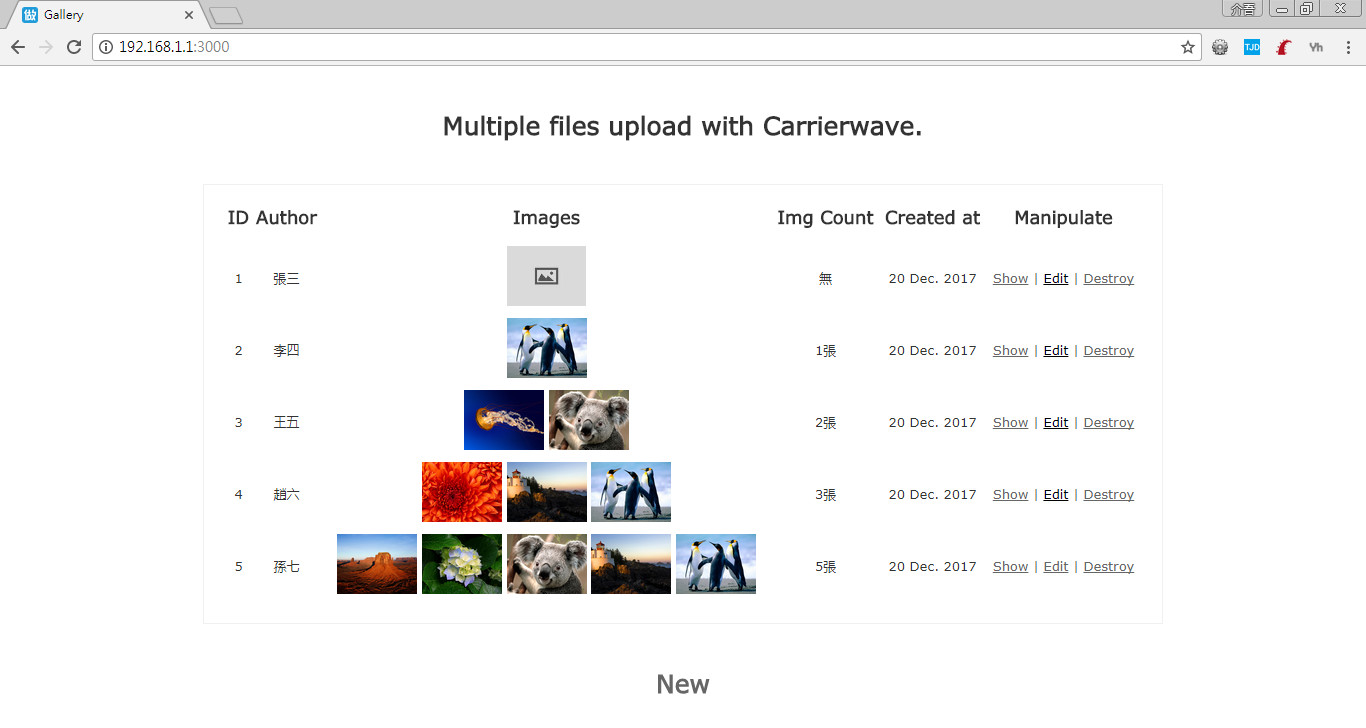 Gallery
介吾
192.168.1.1:3000
TJD
Yh
Multiple files upload with Carrierwave.
ID Author Images Img Count Created at Manipulate
1 張三 無 20 Dec. 2017 Show | Edit | Destroy
2 李四 1張 20 Dec. 2017 Show | Edit | Destroy
3 王五 2張 20 Dec. 2017 Show | Edit | Destroy
4 趙六 3張 20 Dec. 2017 Show | Edit | Destroy
5 孫七 5張 20 Dec. 2017 Show | Edit | Destroy
New